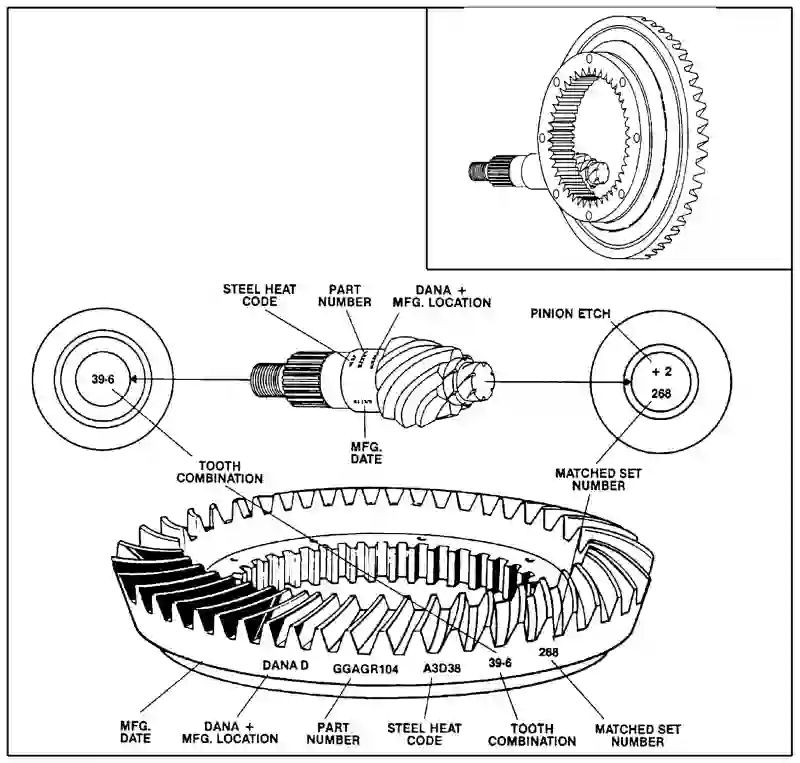 STEEL HEAT
CODE
PART
NUMBER
DANA +
MFG. LOCATION
PINION ETCH
39-6
+ 2
268
MFG.
DATE
TOOTH
COMBINATION
MATCHED SET
NUMBER
DANA D
GGAGR104
A3D38
39-6
268
MFG.
DATE
DANA +
MFG. LOCATION
PART
NUMBER
STEEL HEAT
CODE
TOOTH
COMBINATION
MATCHED SET
NUMBER